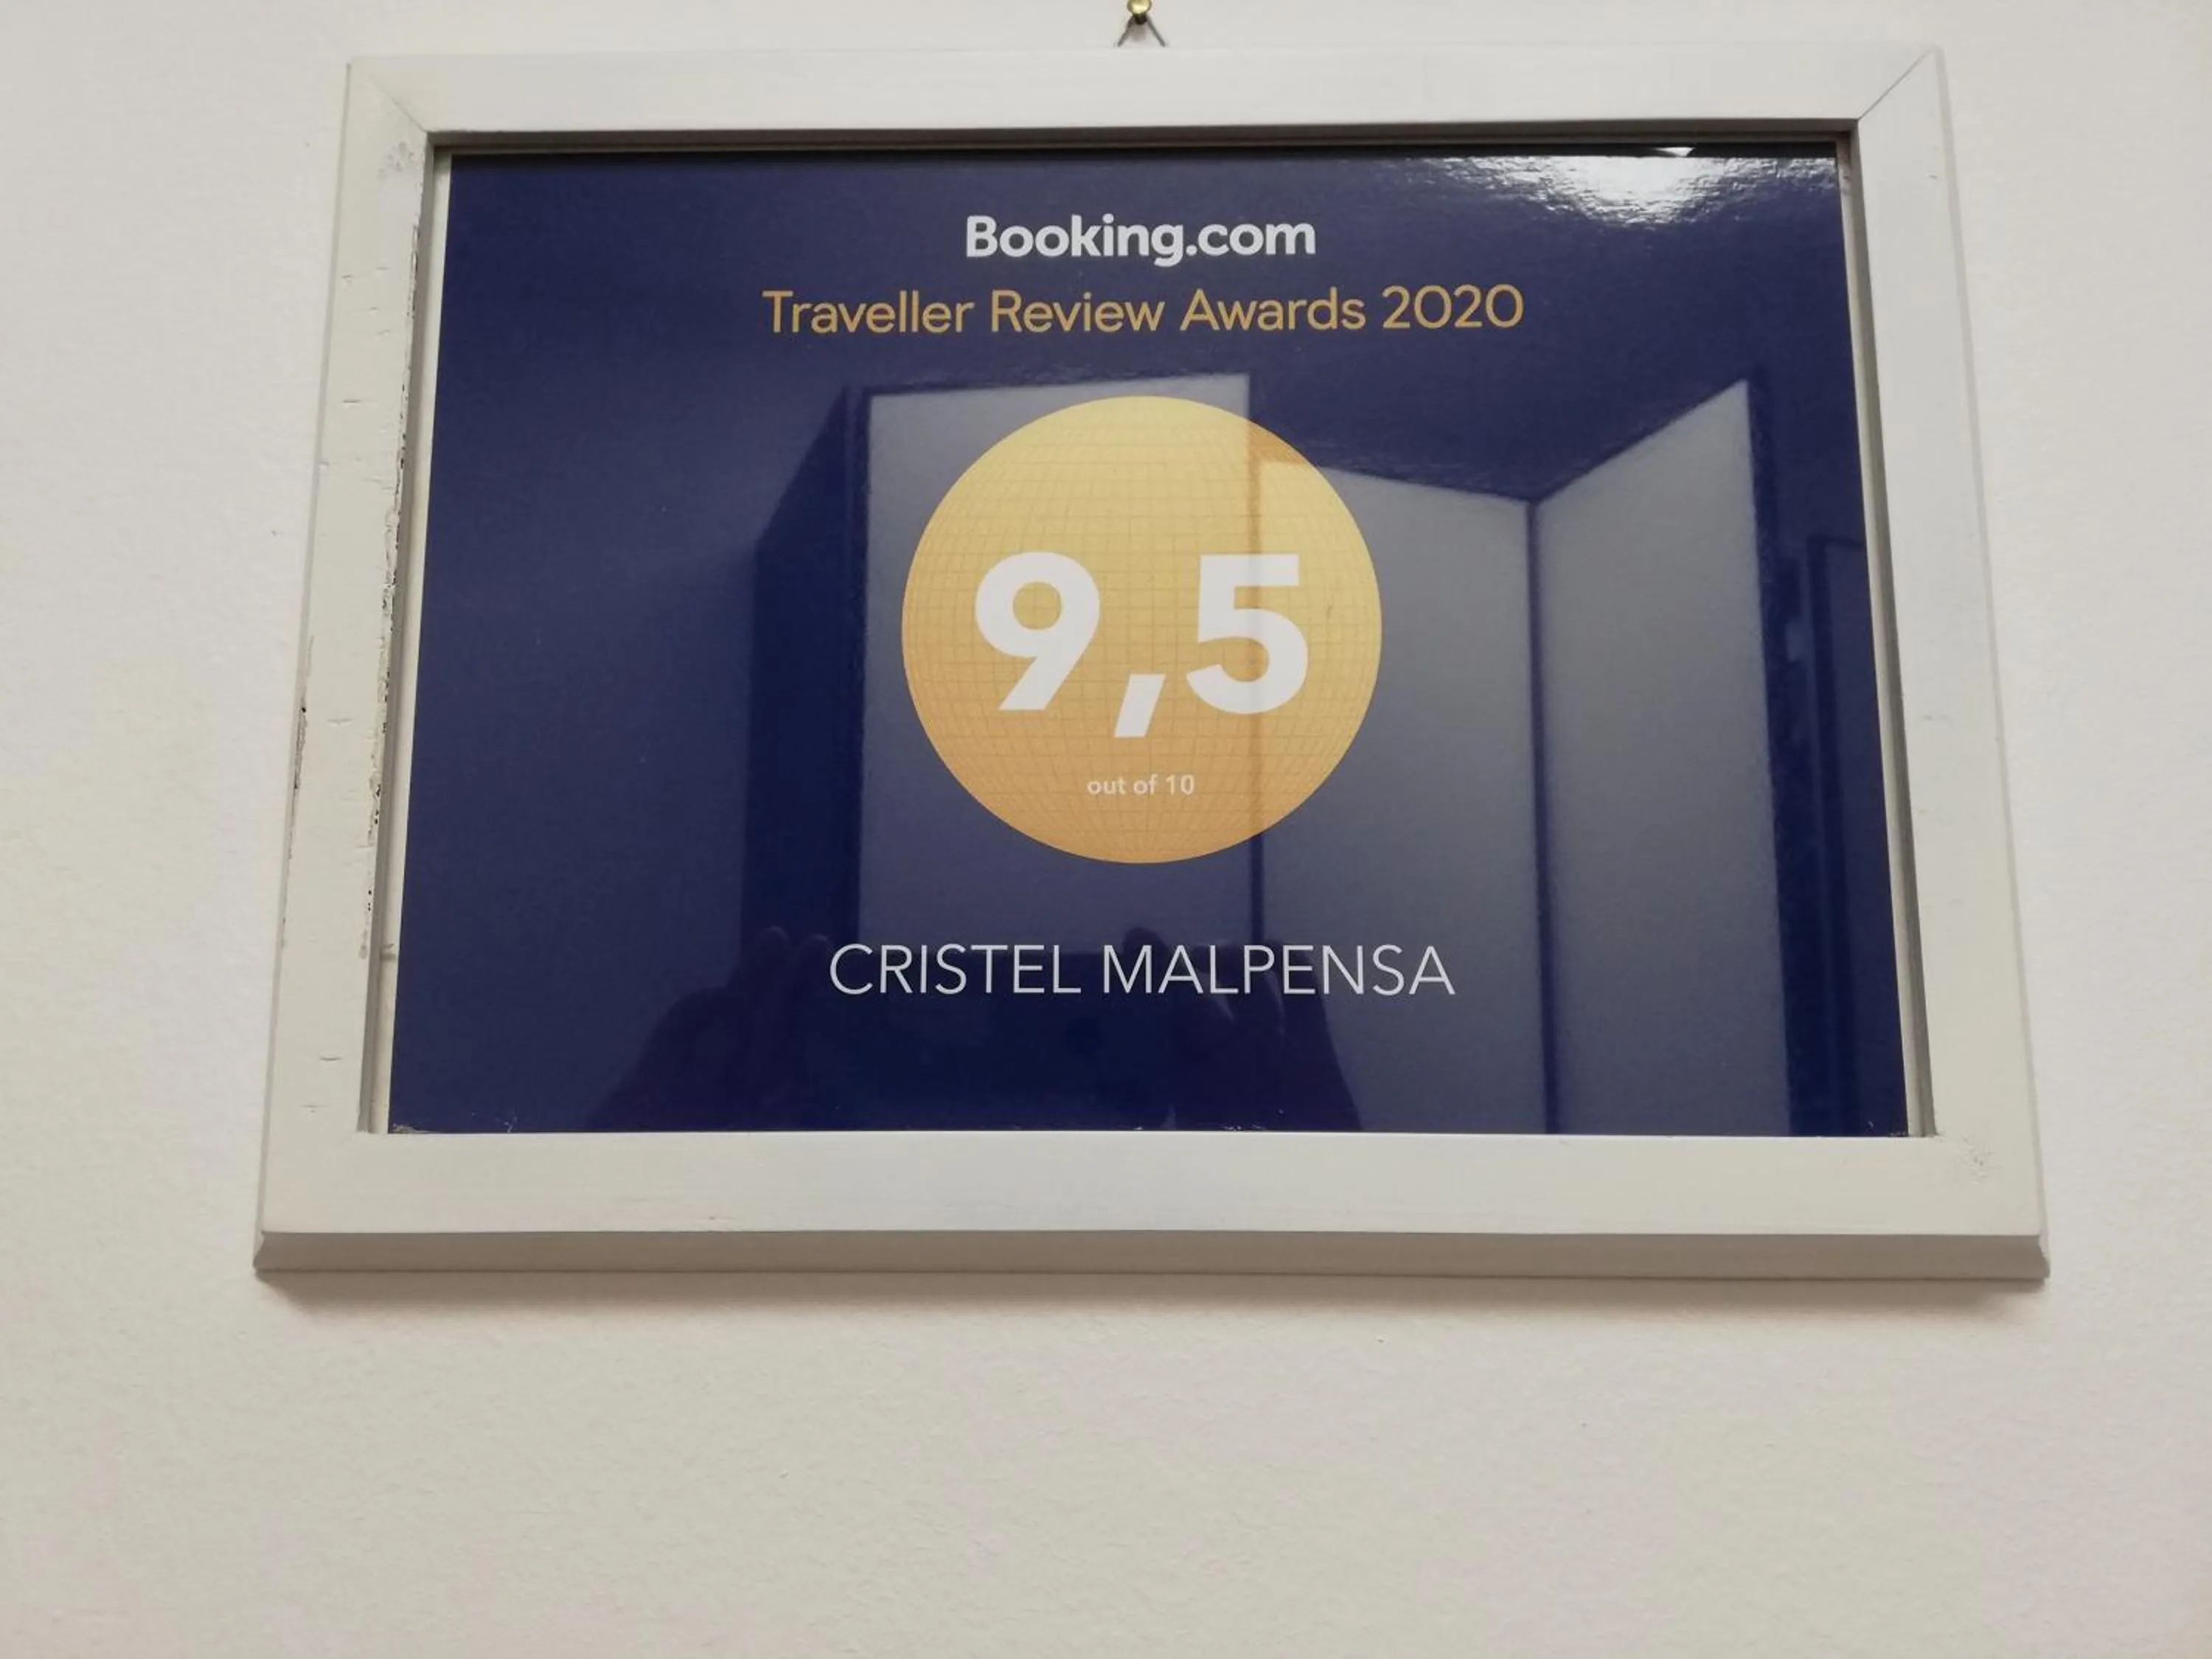 Booking.com
Traveller Review Awards 2020
9,5
out of 10
CRISTEL MALPENSA